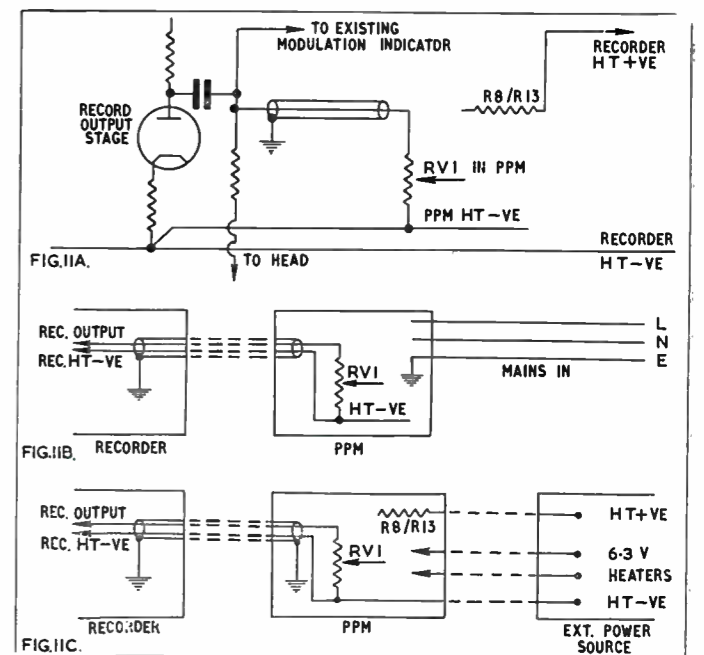 TO EXISTING
MODULATION INDICATOR
RECORDER
HT+VE
R8/R13
RECORD
OUTPUT
STAGE
RV1 IN PPM
PPM HT-VE
RECORDER
FIG.11A.
TO HEAD
HT-VE
REC. OUTPUT
REC. HT-VE
RV1
HT-VE
L
N
E
MAINS IN
FIG.11B.
RECORDER
PPM
REC. OUTPUT
REC. HT-VE
R8/R13
RV1
HT+VE
6·3 V
HEATERS
HT-VE
RECORDER
PPM
EXT. POWER
SOURCE
FIG.11C.